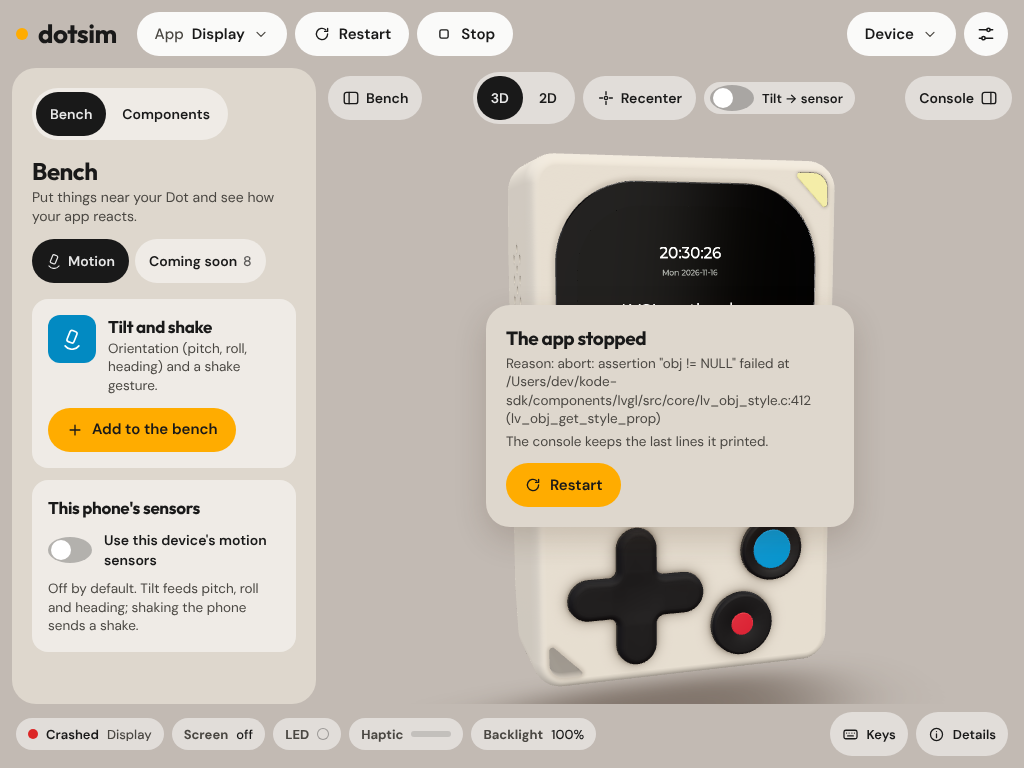 dotsim
App Display
Restart
Stop
Device
Bench
Components
Bench
3D
2D
Recenter
Tilt → sensor
Console
Bench
Put things near your Dot and see how
your app reacts.
Motion
Coming soon 8
Tilt and shake
Orientation (pitch, roll,
heading) and a shake
gesture.
Add to the bench
This phone's sensors
Use this device's motion
sensors
Off by default. Tilt feeds pitch, roll
and heading; shaking the phone
sends a shake.
20:30:26
Mon 2026-11-16
The app stopped
Reason: abort: assertion "obj != NULL" failed at
/Users/dev/kode-
sdk/components/lvgl/src/core/lv_obj_style.c:412
(lv_obj_get_style_prop)
The console keeps the last lines it printed.
Restart
Crashed Display
Screen off
LED
Haptic
Backlight 100%
Keys
Details